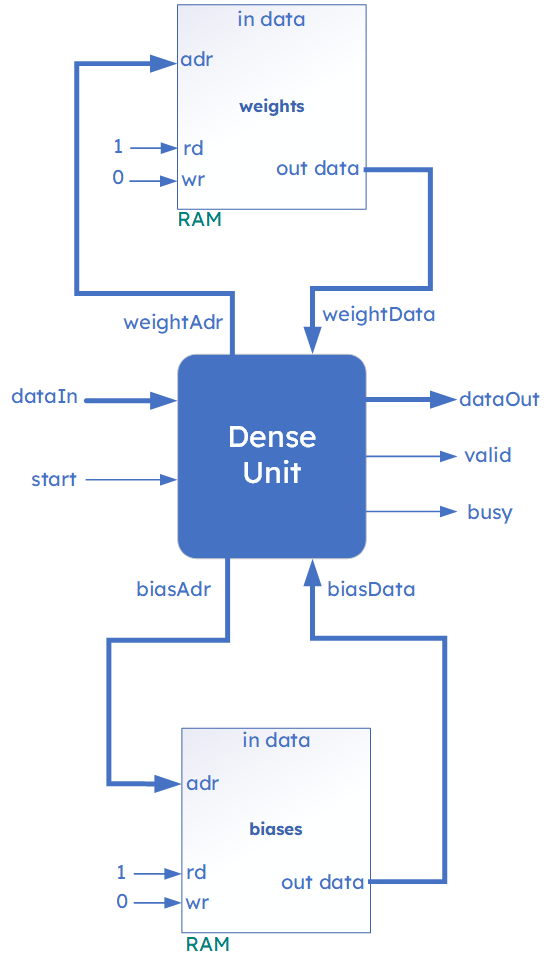 in data
adr
weights
1 rd
out data
0 wr
RAM
weightAdr
weightData
dataIn
dataOut
Dense
Unit
valid
start
busy
biasAdr
biasData
in data
adr
biases
1 rd
out data
0 wr
RAM